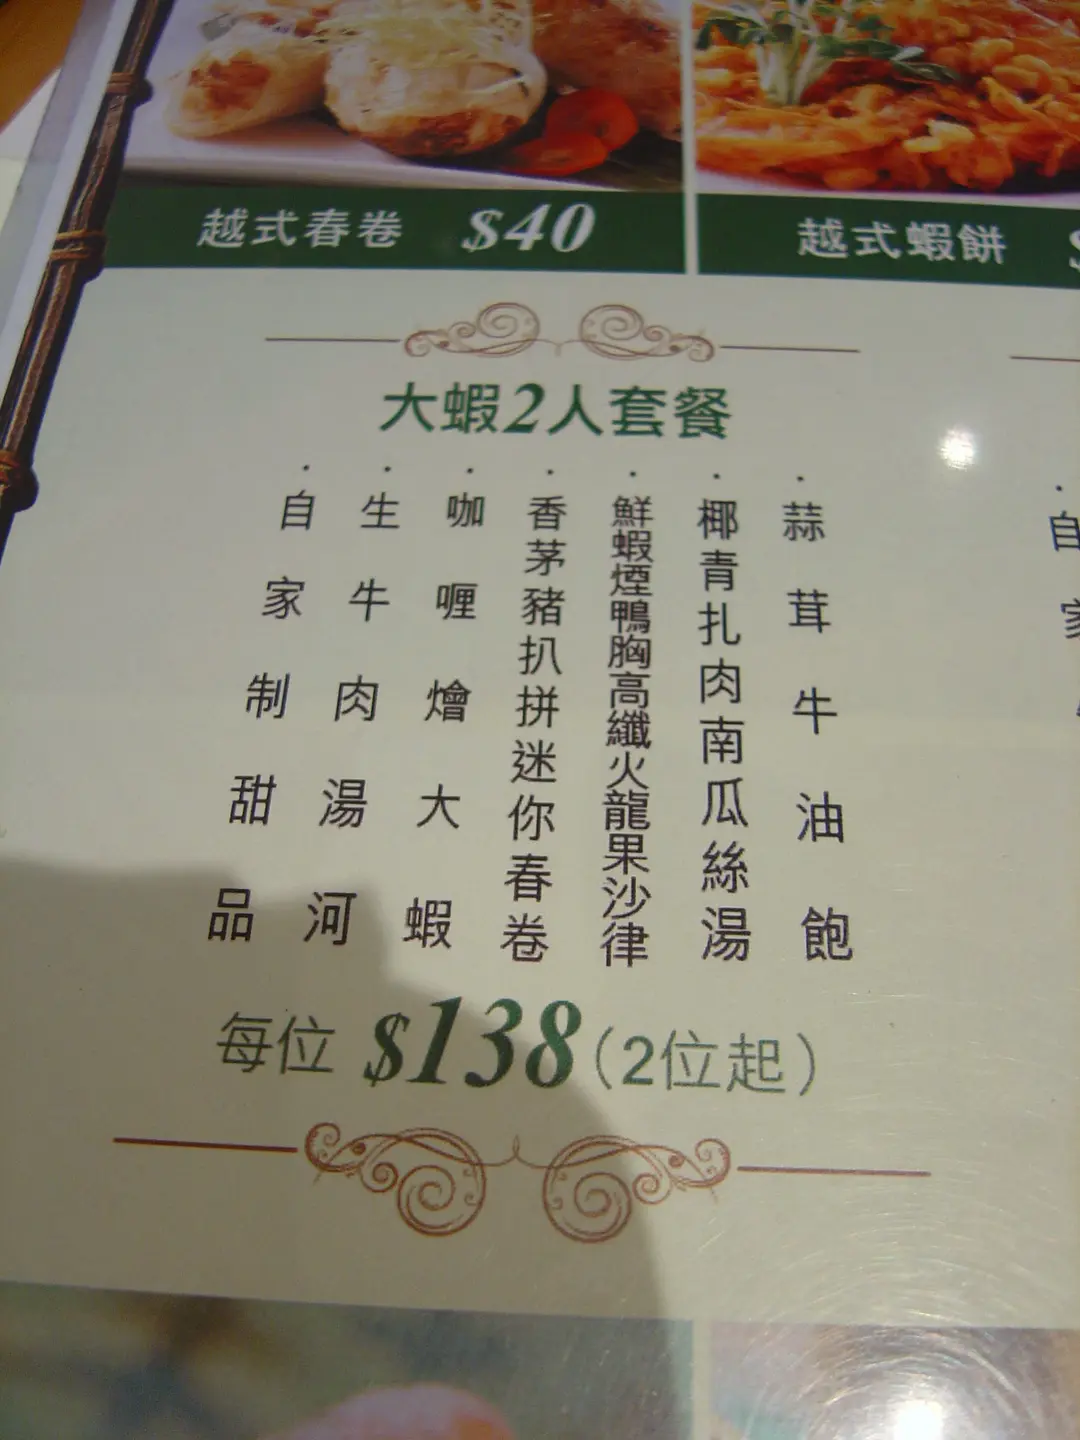 越式春卷 $40
越式蝦餅
大蝦2人套餐
·蒜茸牛油飽
·椰青扎肉南瓜絲湯
·鮮蝦煙鴨胸高纖火龍果沙律
·香茅豬扒拼迷你春卷
·咖喱燴大蝦
·生牛肉湯河
·自家制甜品
每位 $138(2位起)